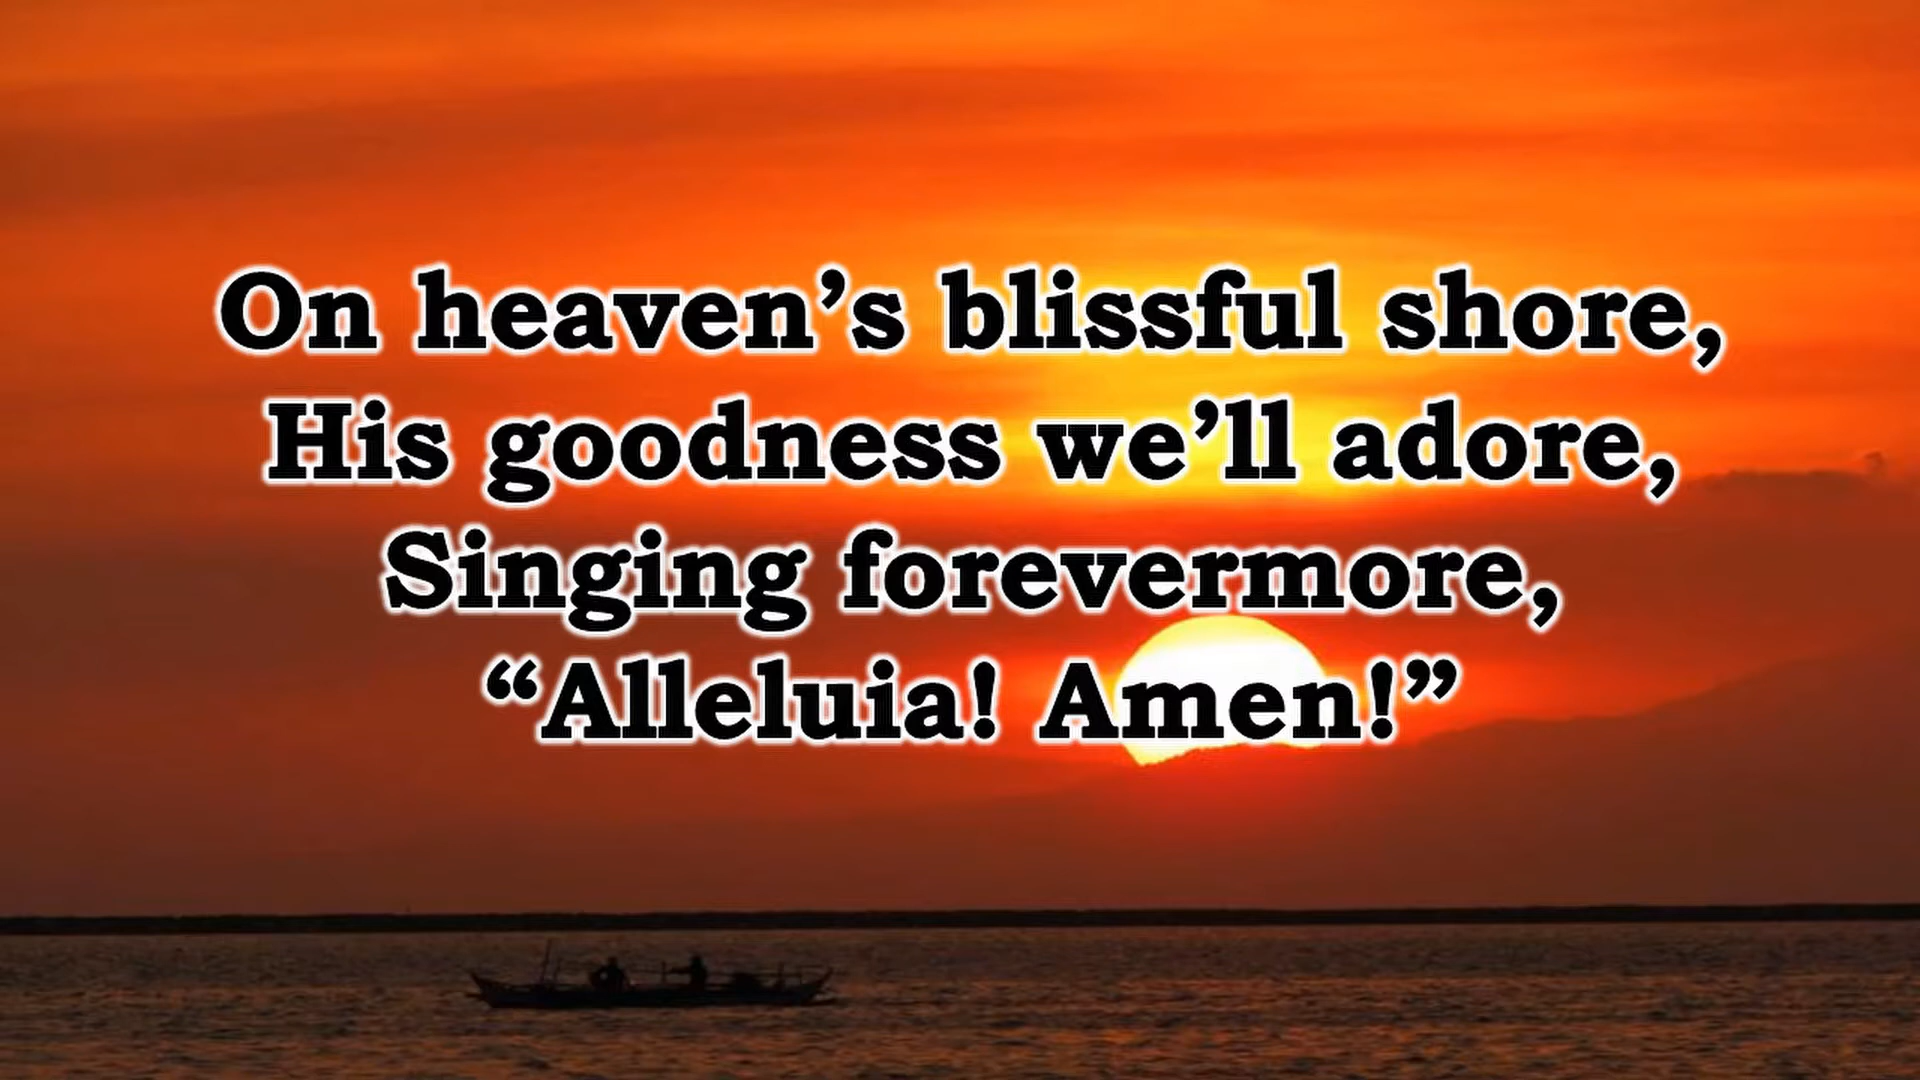 On heaven’s blissful shore,
His goodness we’ll adore,
Singing forevermore,
“Alleluia! Amen!”